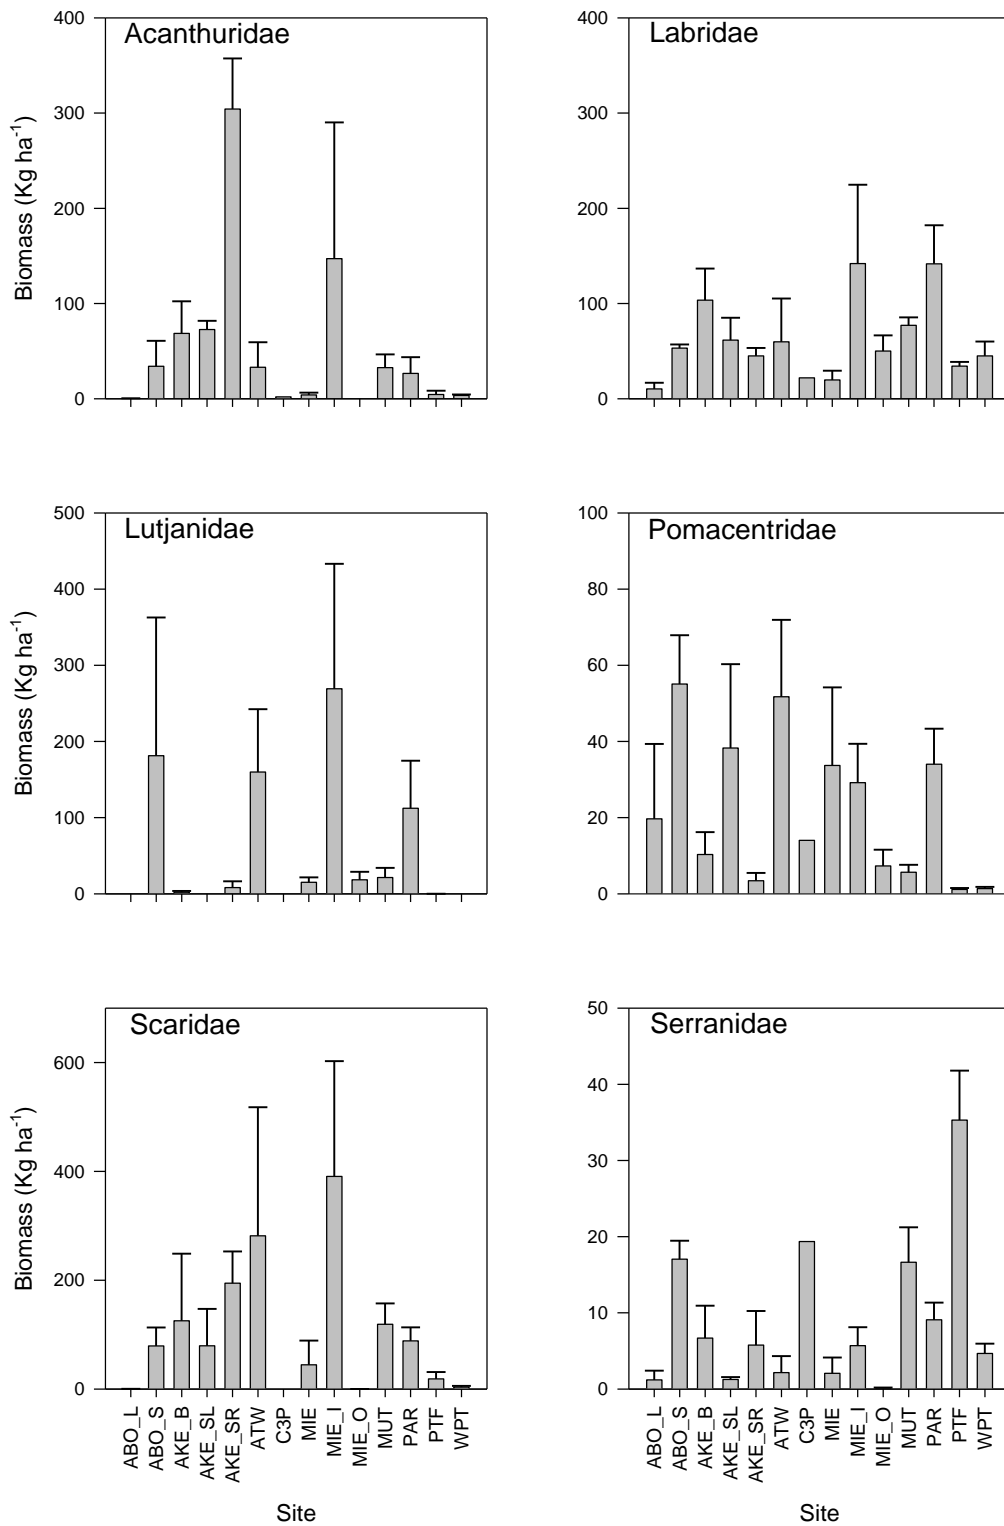 Acanthuridae
Biomass (Kg ha-1)
400
300
200
100
0
Labridae
400
300
200
100
0
Lutjanidae
Biomass (Kg ha-1)
500
400
300
200
100
0
Pomacentridae
100
80
60
40
20
0
Scaridae
Biomass (Kg ha-1)
600
400
200
0
ABO_L
ABO_S
AKE_B
AKE_SL
AKE_SR
ATW
C3P
MIE
MIE_I
MIE_O
MUT
PAR
PTF
WPT
Site
Serranidae
50
40
30
20
10
0
ABO_L
ABO_S
AKE_B
AKE_SL
AKE_SR
ATW
C3P
MIE
MIE_I
MIE_O
MUT
PAR
PTF
WPT
Site